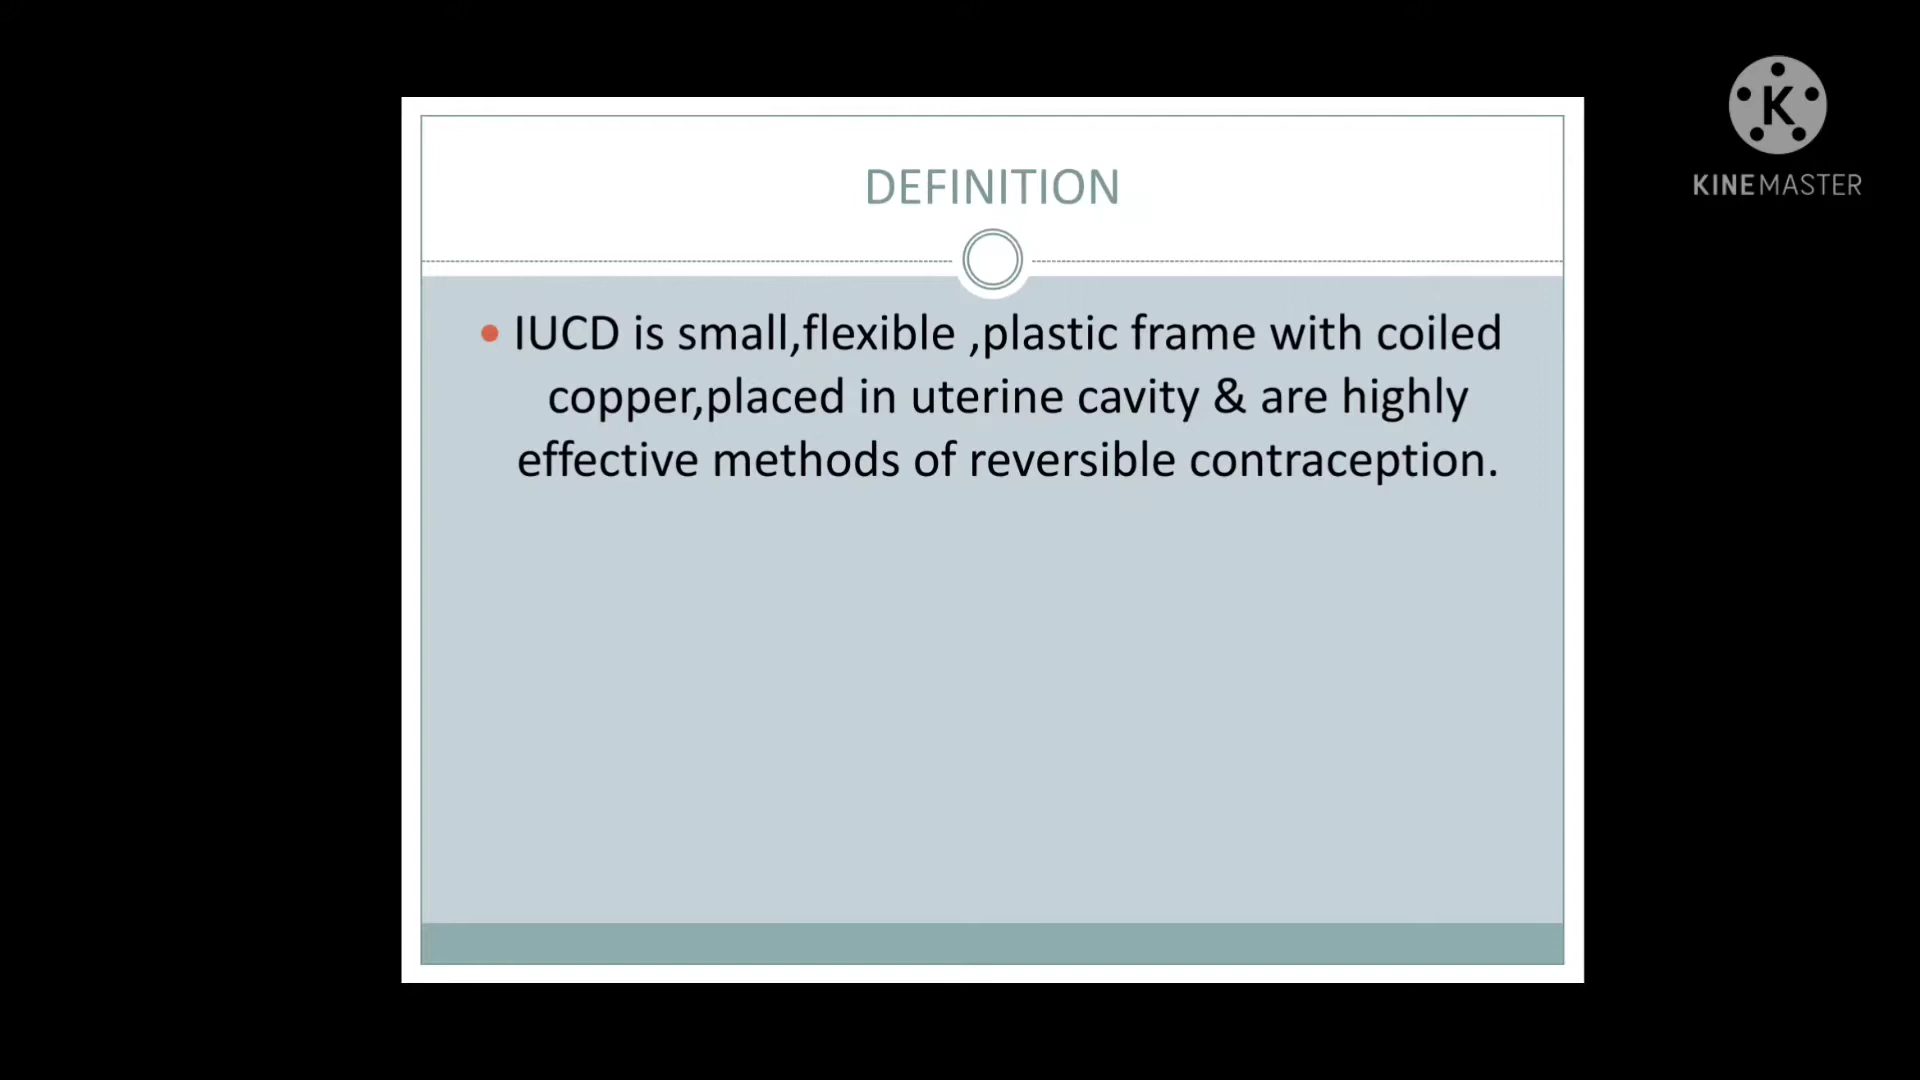 K
KINEMASTER
DEFINITION
• IUCD is small,flexible ,plastic frame with coiled
copper,placed in uterine cavity & are highly
effective methods of reversible contraception.